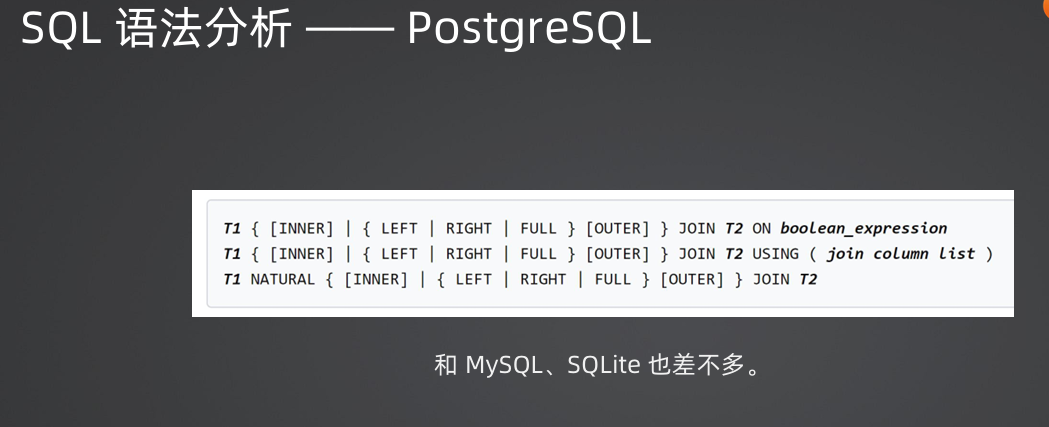 SQL 语法分析 —— PostgreSQL
T1 { [INNER] | { LEFT | RIGHT | FULL } [OUTER] } JOIN T2 ON boolean_expression
T1 { [INNER] | { LEFT | RIGHT | FULL } [OUTER] } JOIN T2 USING ( join column list )
T1 NATURAL { [INNER] | { LEFT | RIGHT | FULL } [OUTER] } JOIN T2
和 MySQL、SQLite 也差不多。